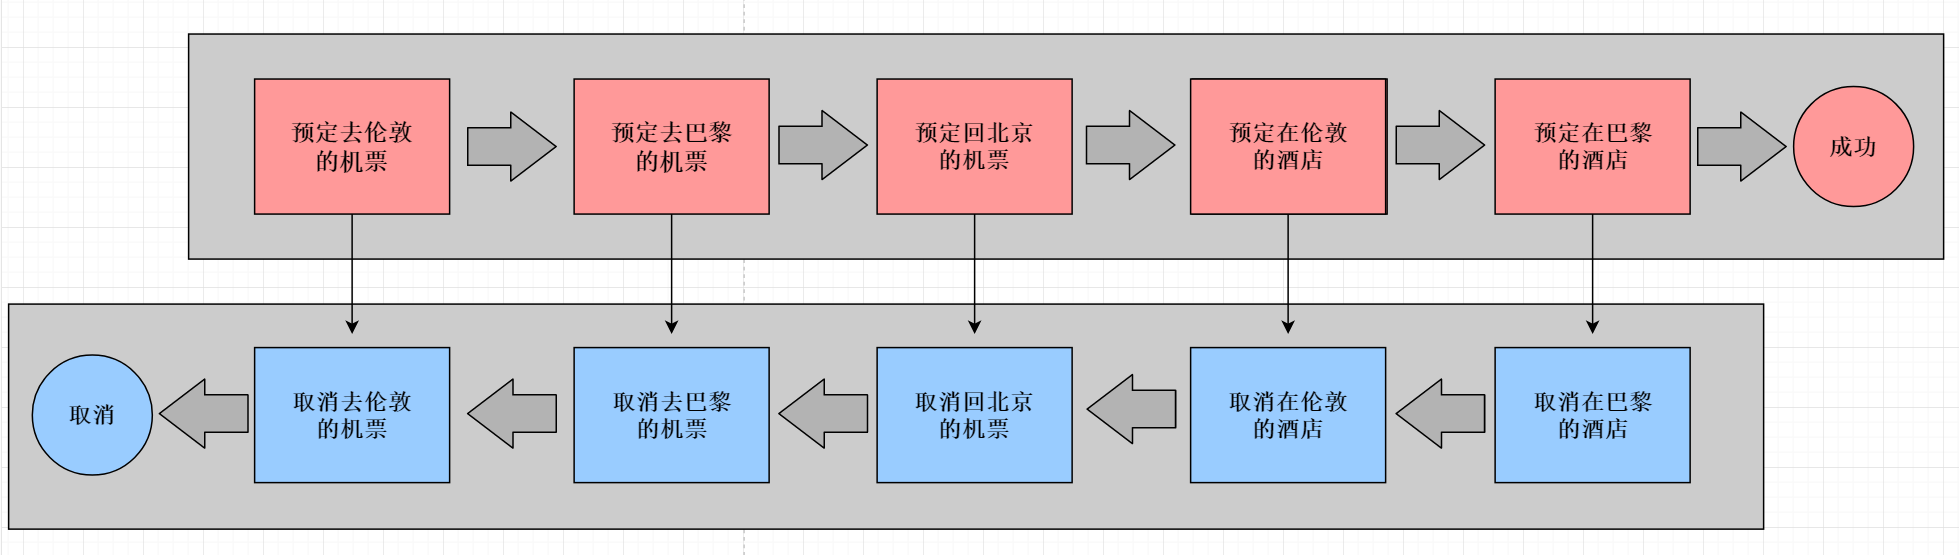 预定去伦敦
的机票
预定去巴黎
的机票
预定回北京
的机票
预定在伦敦
的酒店
预定在巴黎
的酒店
成功
取消
取消去伦敦
的机票
取消去巴黎
的机票
取消回北京
的机票
取消在伦敦
的酒店
取消在巴黎
的酒店